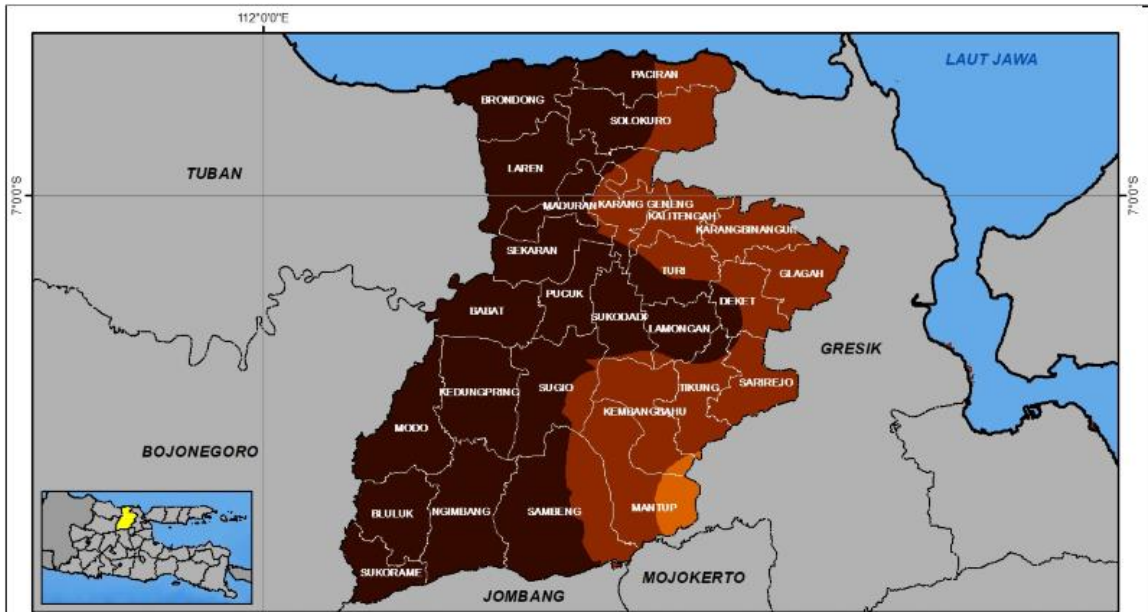 112°0'0"E
LAUT JAWA
PACIRAN
BRONDONG
SOLOKURO
LAREN
TUBAN
7°0'0"S
7°0'0"S
MADURAN
KARANG GENENG
KALITENGAH
KARANGBINANGUN
SEKARAN
TURI
GLAGAH
PUCUK
DEKET
BABAT
SUKODADI
LAMONGAN
GRESIK
KEDUNGPRING
SUGIO
TIKUNG
SARIREJO
KEMBANGBAHU
MODO
BOJONEGORO
MANTUP
BLULUK
NGIMBANG
SAMBENG
SUKORAME
MOJOKERTO
JOMBANG